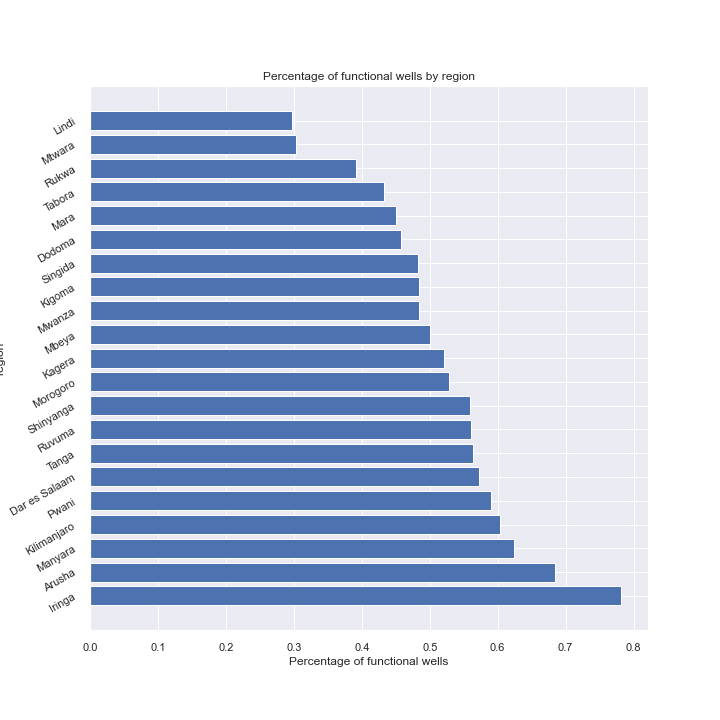 Percentage of functional wells by region
Lindi
Mtwara
Rukwa
Tabora
Mara
Dodoma
Singida
Kigoma
Mwanza
Mbeya
Kagera
Morogoro
Shinyanga
Ruvuma
Tanga
Dar es Salaam
Pwani
Kilimanjaro
Manyara
Arusha
Iringa
region
0.0 0.1 0.2 0.3 0.4 0.5 0.6 0.7 0.8
Percentage of functional wells